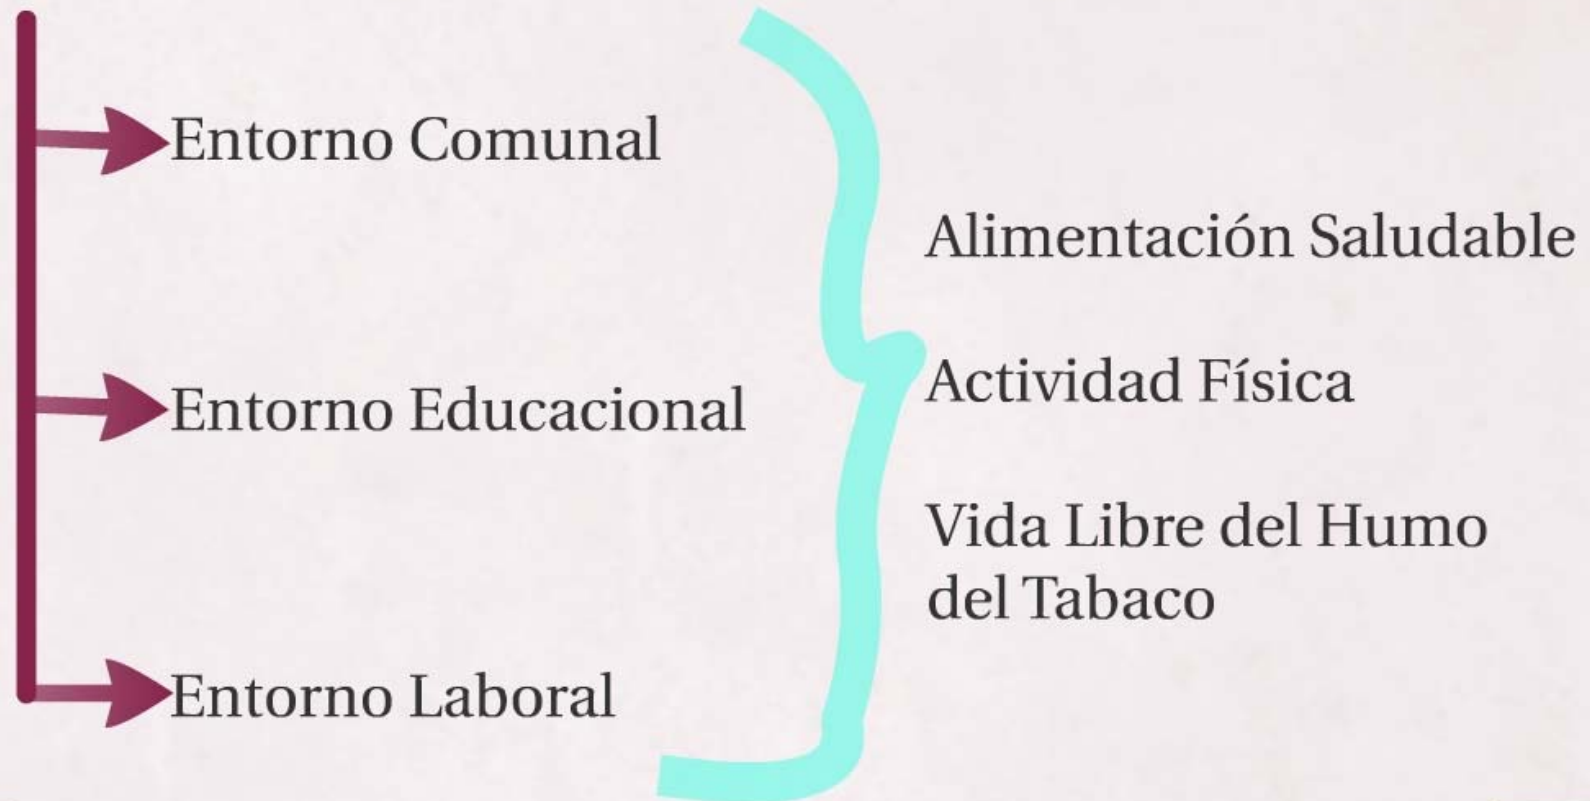 Entorno Comunal
Entorno Educacional
Entorno Laboral
Alimentación Saludable
Actividad Física
Vida Libre del Humo
del Tabaco